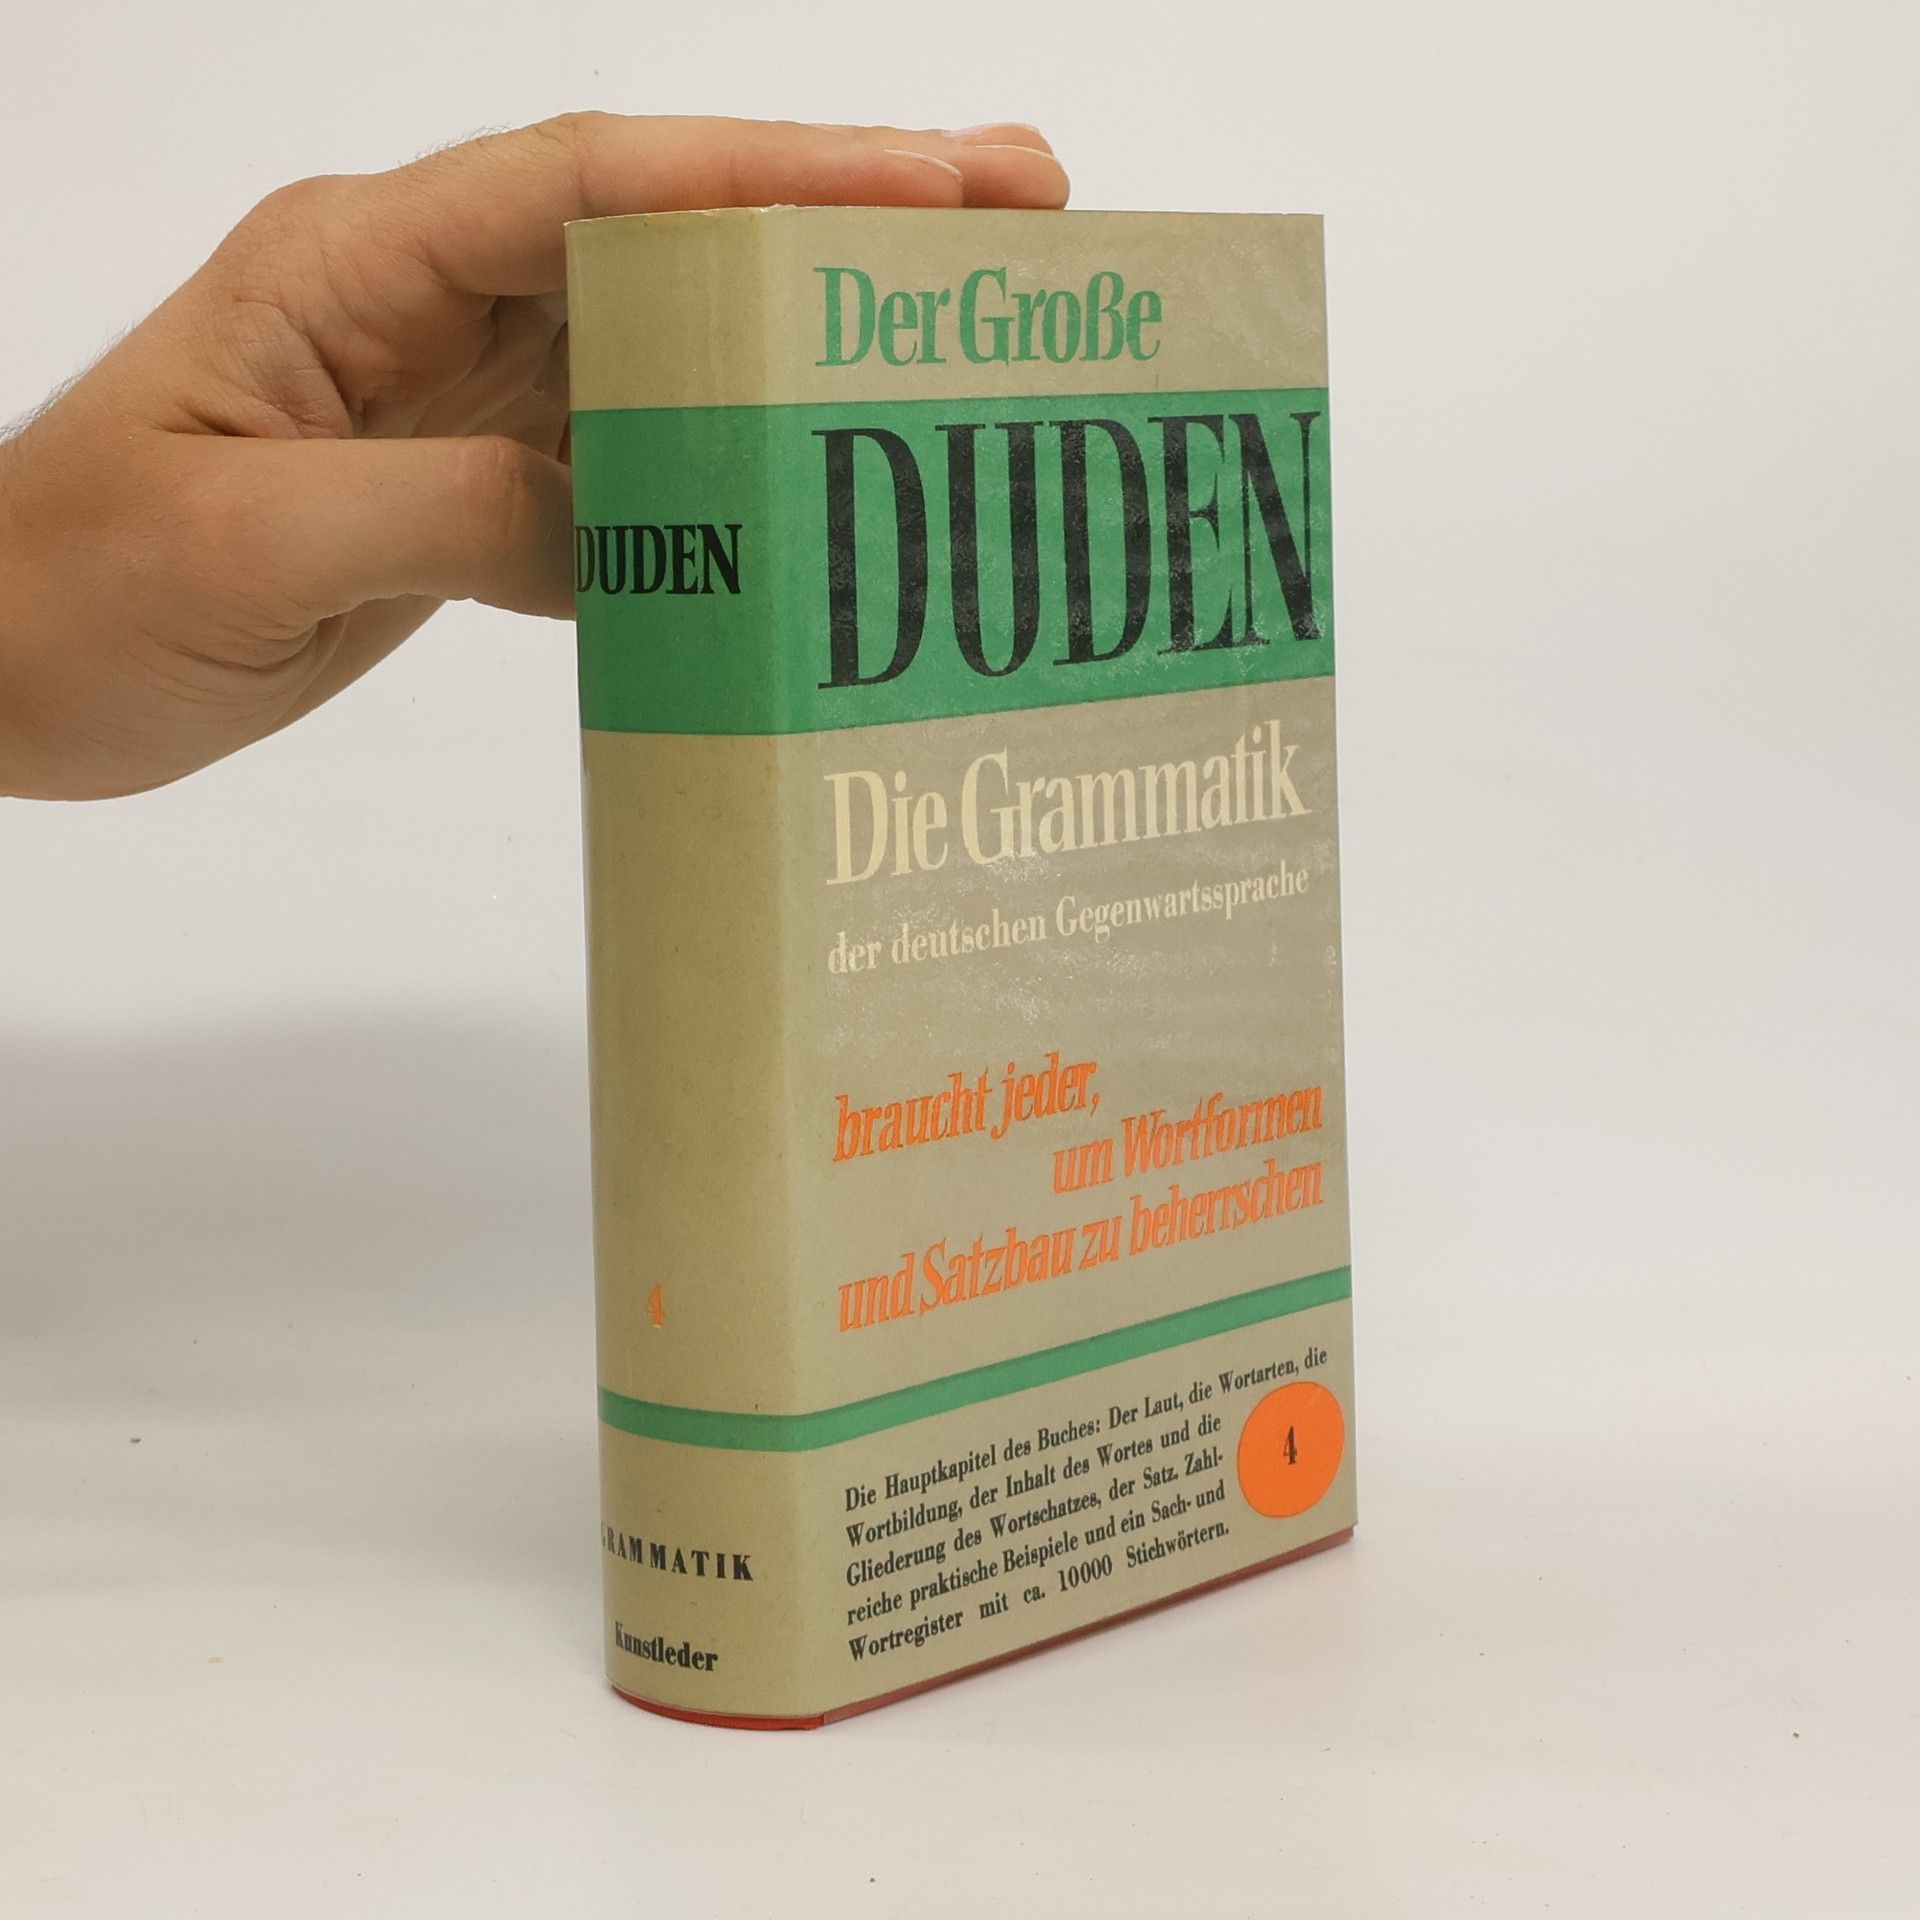 Der Große
DUDEN
Die Grammatik
der deutschen Gegenwartssprache
braucht jeder,
um Wortformen
und Satzbau zu beherrschen
Die Hauptkapitel des Buches: Der Laut, die Wortarten, die
Wortbildung, der Inhalt des Wortes und die
Gliederung des Wortschatzes, der Satz. Zahl-
reiche praktische Beispiele und ein Sach- und
Wortregister mit ca. 10000 Stichwörtern.
4
DUDEN
4
GRAMMATIK
Kunstleder